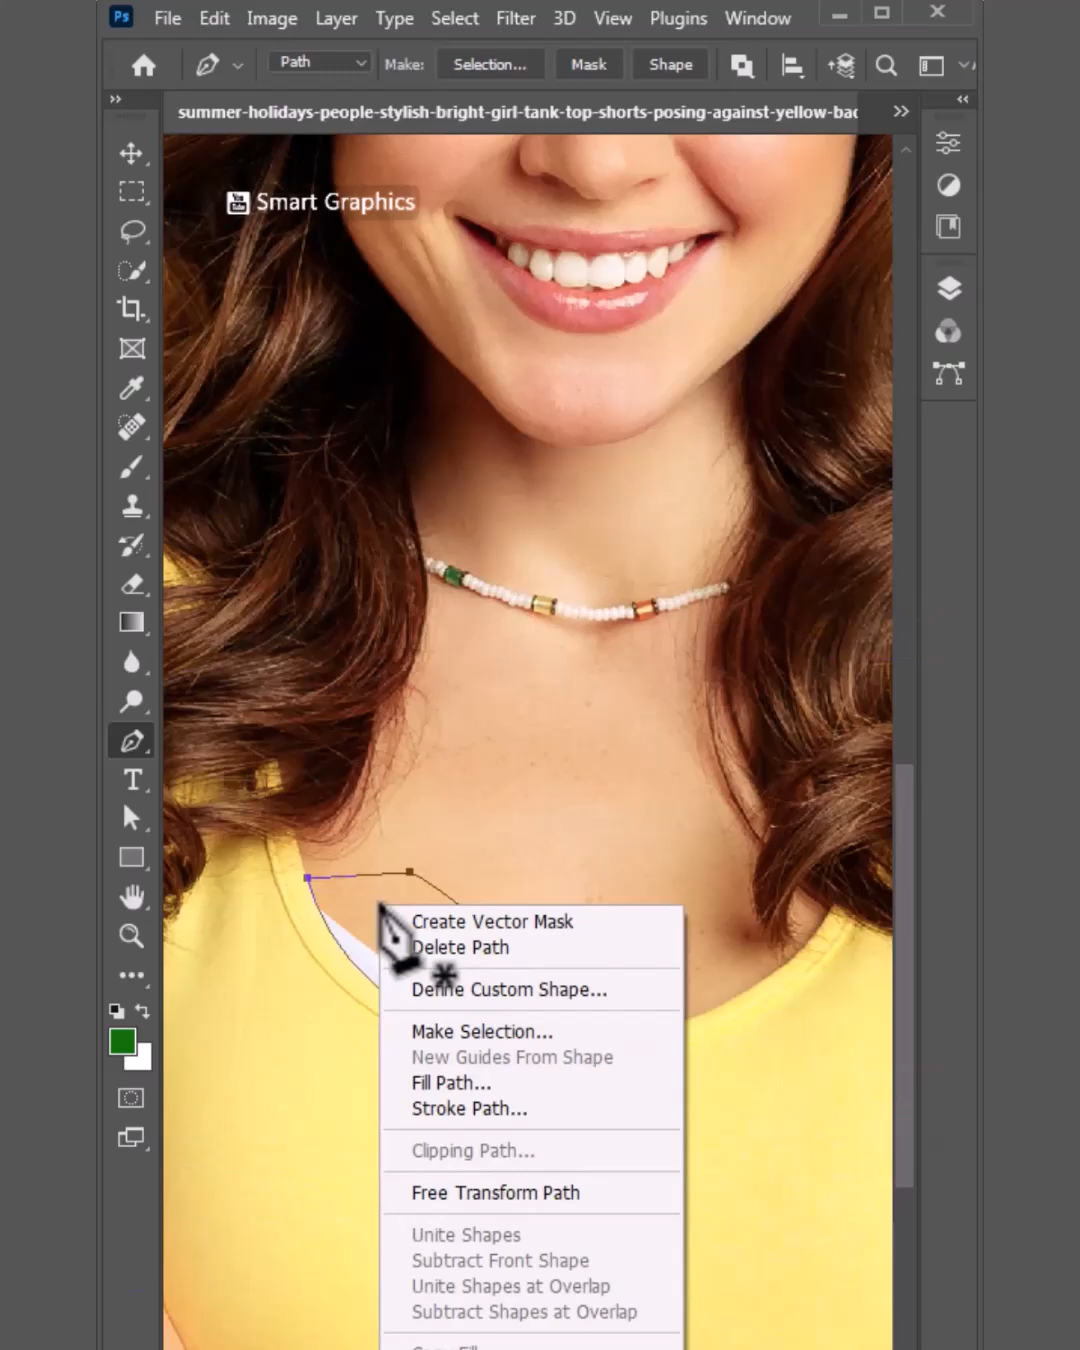 Ps File Edit Image Layer Type Select Filter 3D View Plugins Window
Path Make: Selection... Mask Shape
summer-holidays-people-stylish-bright-girl-tank-top-shorts-posing-against-yellow-bac
You Tube Smart Graphics
Create Vector Mask
Delete Path
Define Custom Shape...
Make Selection...
New Guides From Shape
Fill Path...
Stroke Path...
Clipping Path...
Free Transform Path
Unite Shapes
Subtract Front Shape
Unite Shapes at Overlap
Subtract Shapes at Overlap